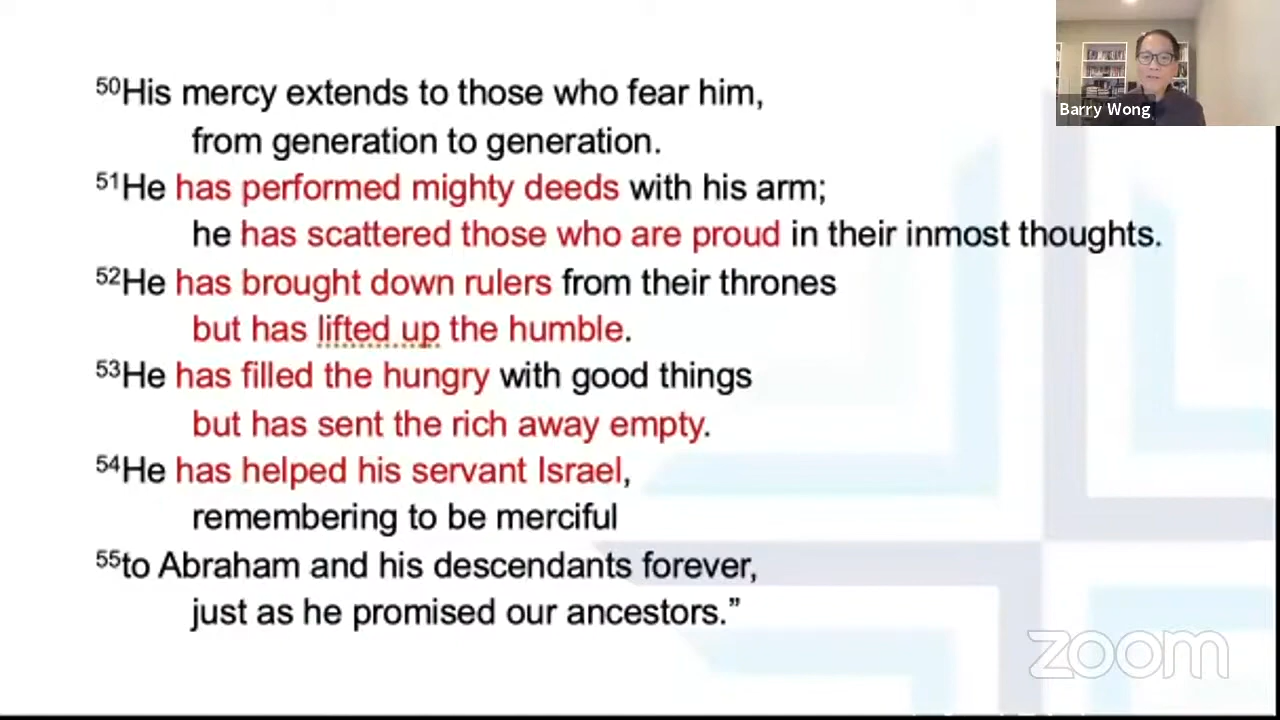 ⁵⁰His mercy extends to those who fear him,
from generation to generation.
⁵¹He has performed mighty deeds with his arm;
he has scattered those who are proud in their inmost thoughts.
⁵²He has brought down rulers from their thrones
but has lifted up the humble.
⁵³He has filled the hungry with good things
but has sent the rich away empty.
⁵⁴He has helped his servant Israel,
remembering to be merciful
⁵⁵to Abraham and his descendants forever,
just as he promised our ancestors.”
Barry Wong
zoom